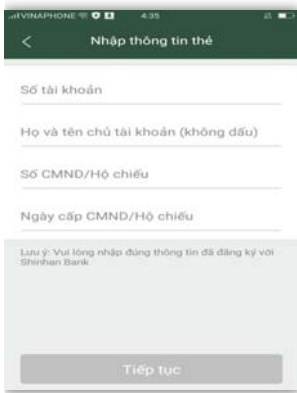 VINAPHONE 4:35
Nhập thông tin thẻ
Số tài khoản
Họ và tên chủ tài khoản (không dấu)
Số CMND/Hộ chiếu
Ngày cấp CMND/Hộ chiếu
Lưu ý: Vui lòng nhập đúng thông tin đã đăng ký với
Shinhan Bank
Tiếp tục